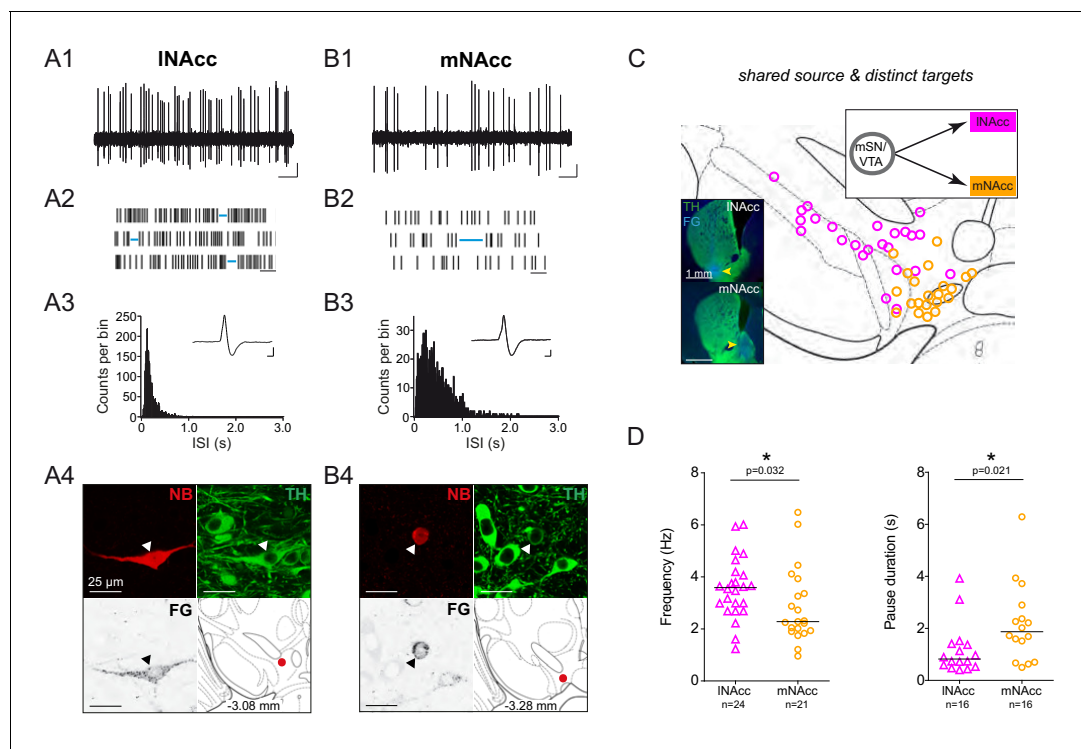 A1
lNAcc
A2
A3
Counts per bin
250
200
150
100
50
0
0
1.0
2.0
3.0
ISI (s)
A4
NB
TH
25 µm
FG
-3.08 mm
B1
mNAcc
B2
B3
Counts per bin
30
20
10
0
0
1.0
2.0
3.0
ISI (s)
B4
NB
TH
FG
-3.28 mm
C
shared source & distinct targets
mSN/
VTA
lNAcc
mNAcc
TH
FG
lNAcc
1 mm
mNAcc
D
*
p=0.032
Frequency (Hz)
8
6
4
2
0
lNAcc
mNAcc
n=24
n=21
*
p=0.021
Pause duration (s)
8
6
4
2
0
lNAcc
mNAcc
n=16
n=16